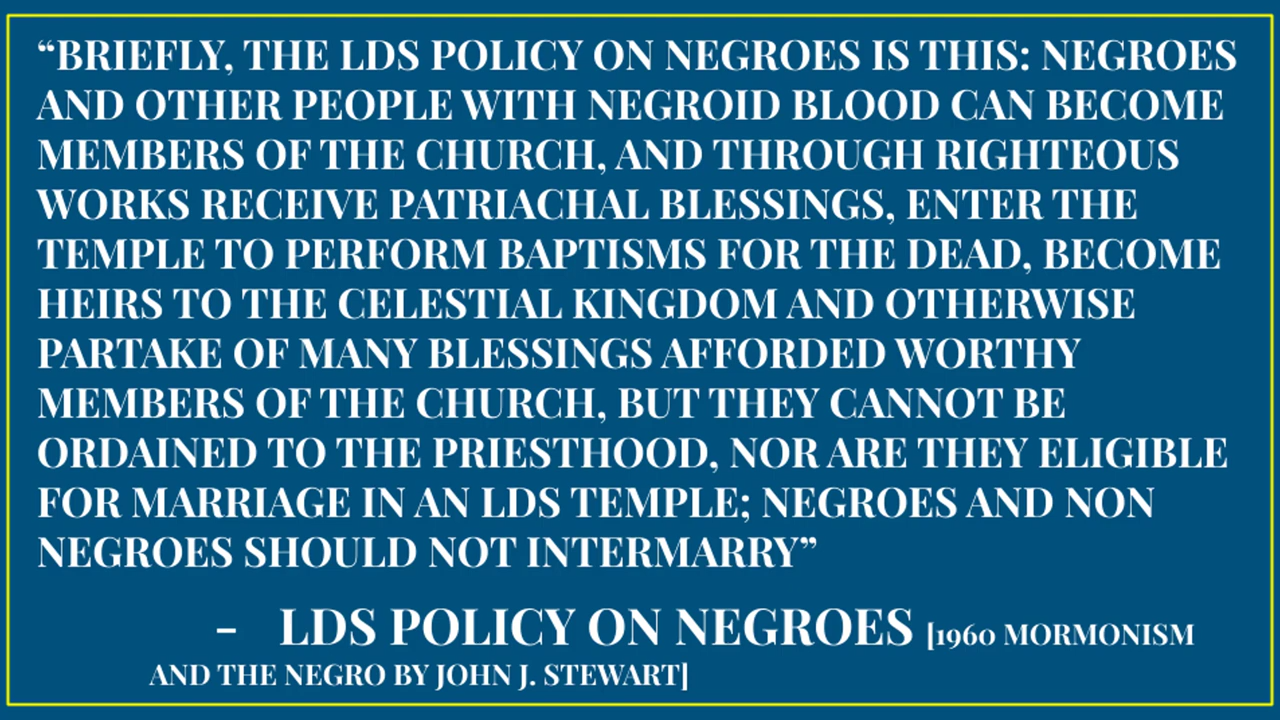 “BRIEFLY, THE LDS POLICY ON NEGROES IS THIS: NEGROES
AND OTHER PEOPLE WITH NEGROID BLOOD CAN BECOME
MEMBERS OF THE CHURCH, AND THROUGH RIGHTEOUS
WORKS RECEIVE PATRIACHAL BLESSINGS, ENTER THE
TEMPLE TO PERFORM BAPTISMS FOR THE DEAD, BECOME
HEIRS TO THE CELESTIAL KINGDOM AND OTHERWISE
PARTAKE OF MANY BLESSINGS AFFORDED WORTHY
MEMBERS OF THE CHURCH, BUT THEY CANNOT BE
ORDAINED TO THE PRIESTHOOD, NOR ARE THEY ELIGIBLE
FOR MARRIAGE IN AN LDS TEMPLE; NEGROES AND NON
NEGROES SHOULD NOT INTERMARRY”
- LDS POLICY ON NEGROES [1960 MORMONISM
AND THE NEGRO BY JOHN J. STEWART]